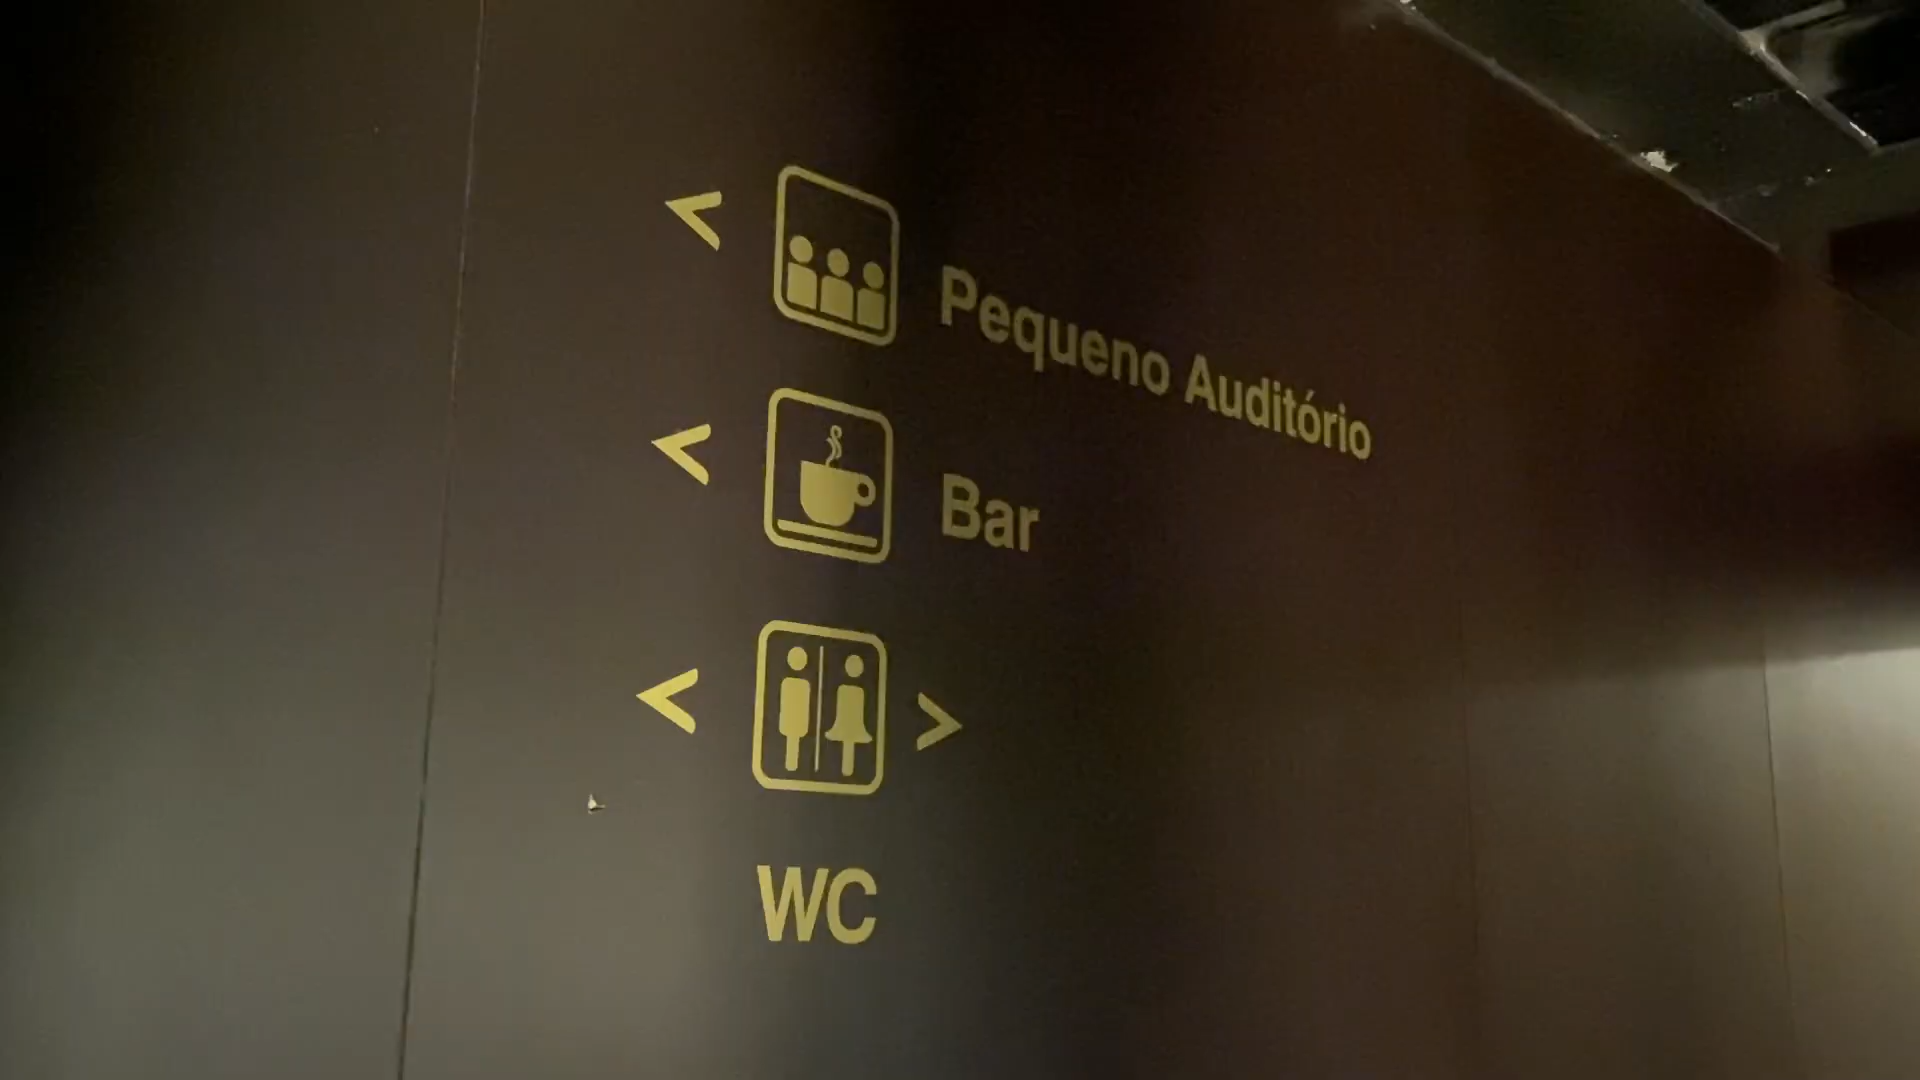 < Pequeno Auditório
< Bar
< >
WC